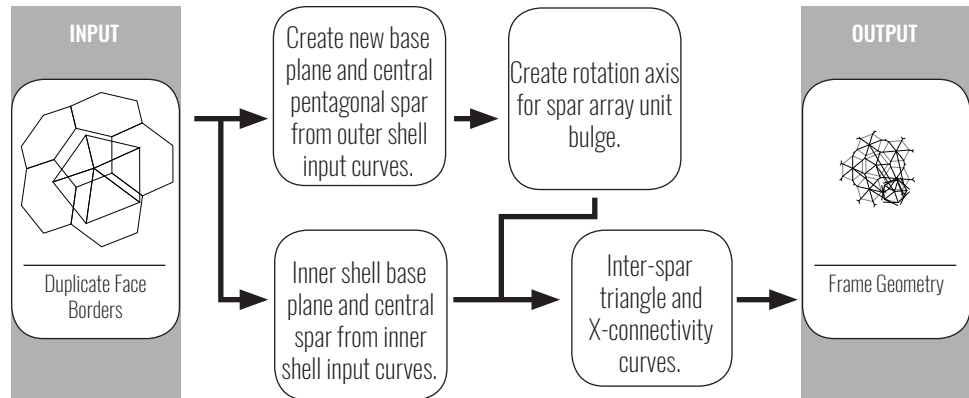 INPUT
Duplicate Face
Borders
Create new base
plane and central
pentagonal spar
from outer shell
input curves.
Create rotation axis
for spar array unit
bulge.
Inner shell base
plane and central
spar from inner
shell input curves.
Inter-spar
triangle and
X-connectivity
curves.
OUTPUT
Frame Geometry